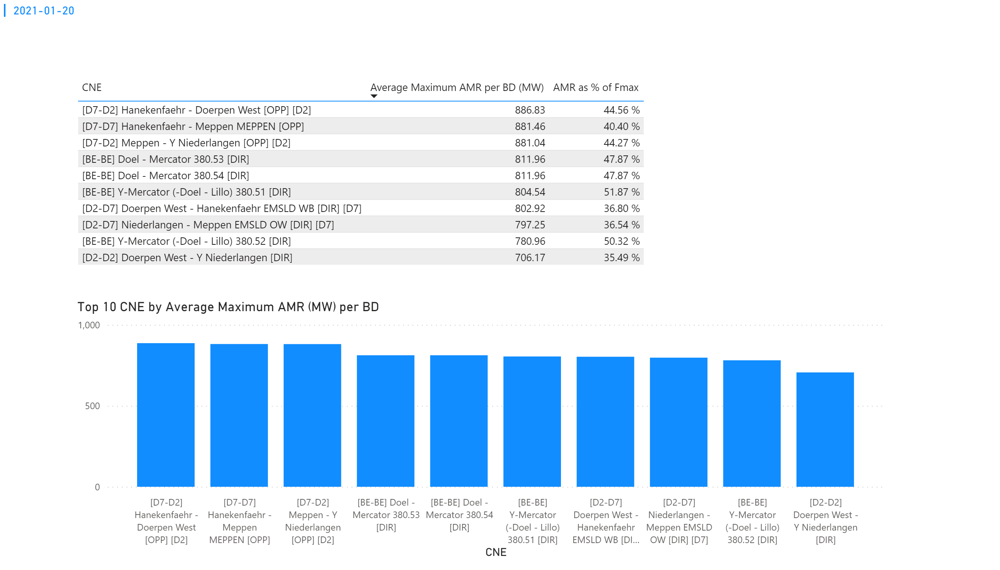 2021-01-20
CNE Average Maximum AMR per BD (MW) AMR as % of Fmax
[D7-D2] Hanekenfaehr - Doerpen West [OPP] [D2] 886.83 44.56 %
[D7-D7] Hanekenfaehr - Meppen MEPPEN [OPP] 881.46 40.40 %
[D7-D2] Meppen - Y Niederlangen [OPP] [D2] 881.04 44.27 %
[BE-BE] Doel - Mercator 380.53 [DIR] 811.96 47.87 %
[BE-BE] Doel - Mercator 380.54 [DIR] 811.96 47.87 %
[BE-BE] Y-Mercator (-Doel - Lillo) 380.51 [DIR] 804.54 51.87 %
[D2-D7] Doerpen West - Hanekenfaehr EMSLD WB [DIR] [D7] 802.92 36.80 %
[D2-D7] Niederlangen - Meppen EMSLD OW [DIR] [D7] 797.25 36.54 %
[BE-BE] Y-Mercator (-Doel - Lillo) 380.52 [DIR] 780.96 50.32 %
[D2-D2] Doerpen West - Y Niederlangen [DIR] 706.17 35.49 %
Top 10 CNE by Average Maximum AMR (MW) per BD
1,000
500
0
[D7-D2]
Hanekenfaehr -
Doerpen West
[OPP] [D2]
[D7-D7]
Hanekenfaehr -
Meppen
MEPPEN [OPP]
[D7-D2]
Meppen - Y
Niederlangen
[OPP] [D2]
[BE-BE] Doel -
Mercator 380.53
[DIR]
[BE-BE] Doel -
Mercator 380.54
[DIR]
[BE-BE]
Y-Mercator
(-Doel - Lillo)
380.51 [DIR]
[D2-D7]
Doerpen West -
Hanekenfaehr
EMSLD WB [DI...
[D2-D7]
Niederlangen -
Meppen EMSLD
OW [DIR] [D7]
[BE-BE]
Y-Mercator
(-Doel - Lillo)
380.52 [DIR]
[D2-D2]
Doerpen West -
Y Niederlangen
[DIR]
CNE